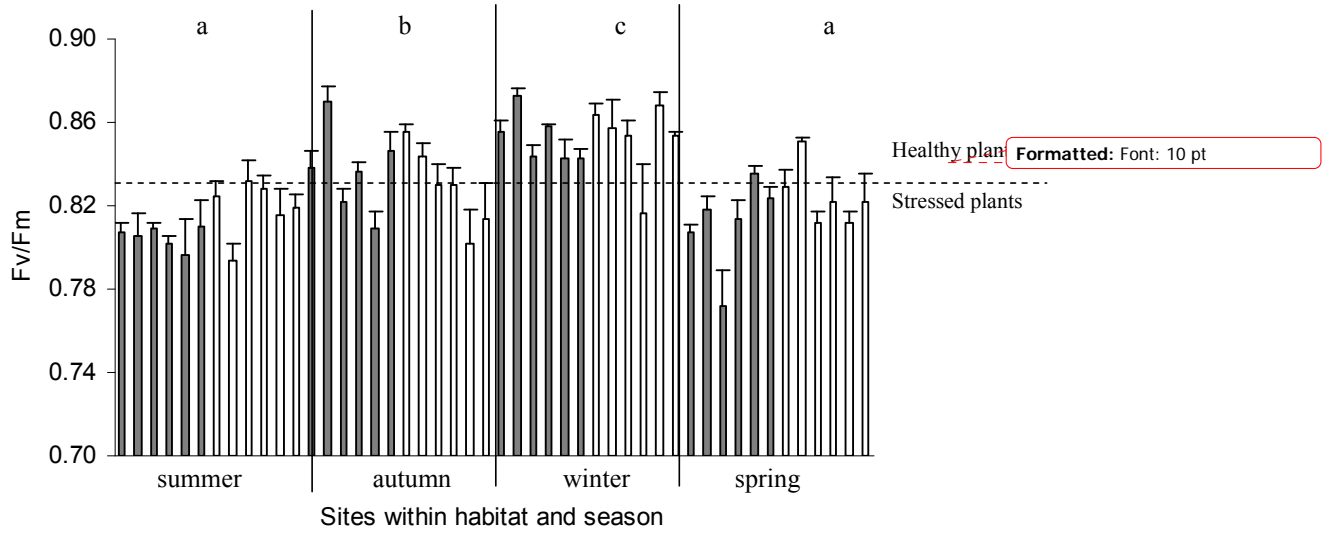 a b c a
0.90
0.86
0.82
0.78
0.74
0.70
Fv/Fm
Healthy plan
Formatted: Font: 10 pt
Stressed plants
summer autumn winter spring
Sites within habitat and season